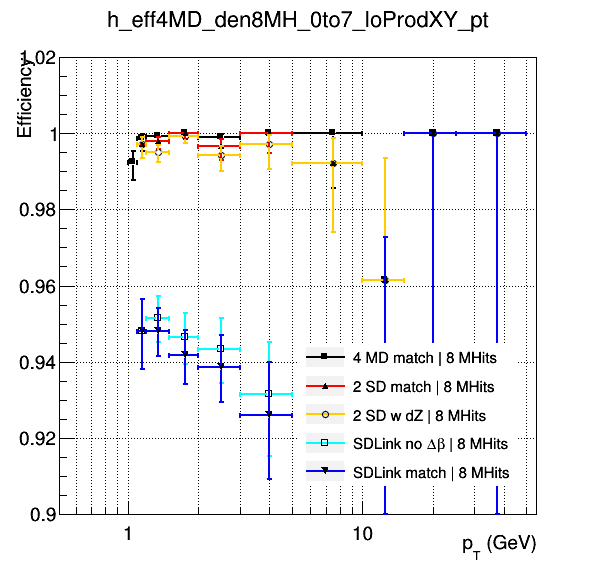 h_eff4MD_den8MH_0to7_loProdXY_pt
Efficiency
1.02
1
0.98
0.96
0.94
0.92
0.9
4 MD match | 8 MHits
2 SD match | 8 MHits
2 SD w dZ | 8 MHits
SDLink no Δβ | 8 MHits
SDLink match | 8 MHits
1
10
p_T (GeV)